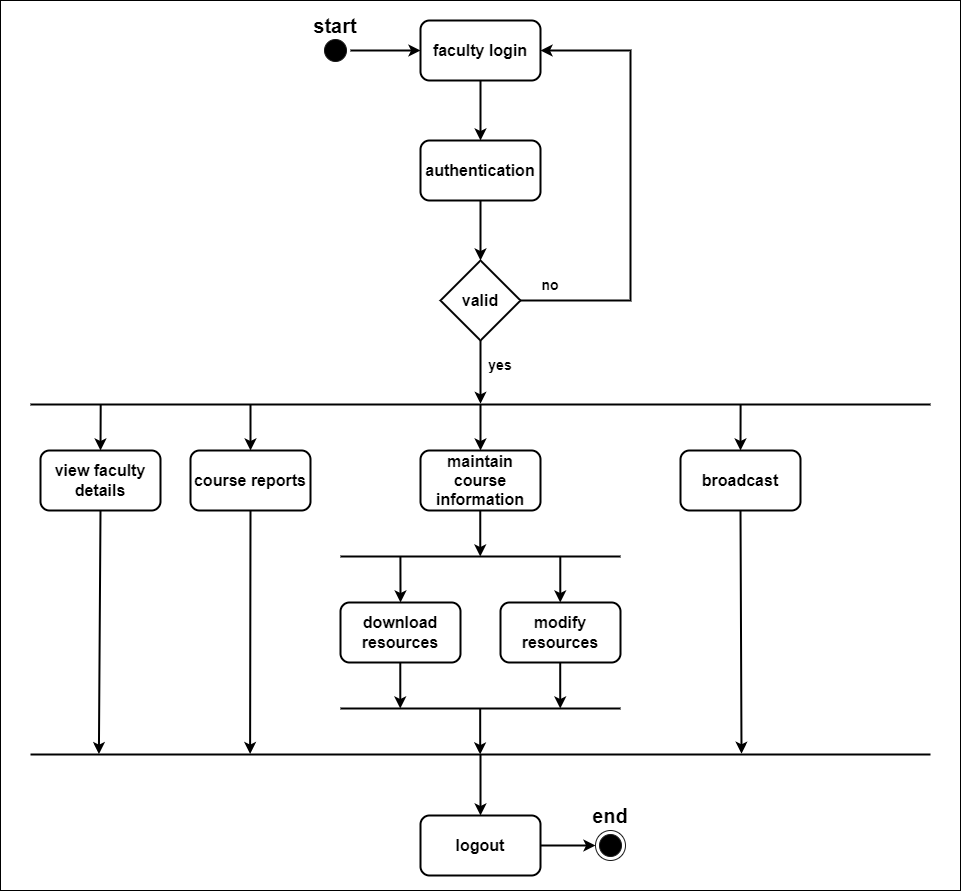 start
faculty login
authentication
valid
no
yes
view faculty
details
course reports
maintain
course
information
broadcast
download
resources
modify
resources
logout
end